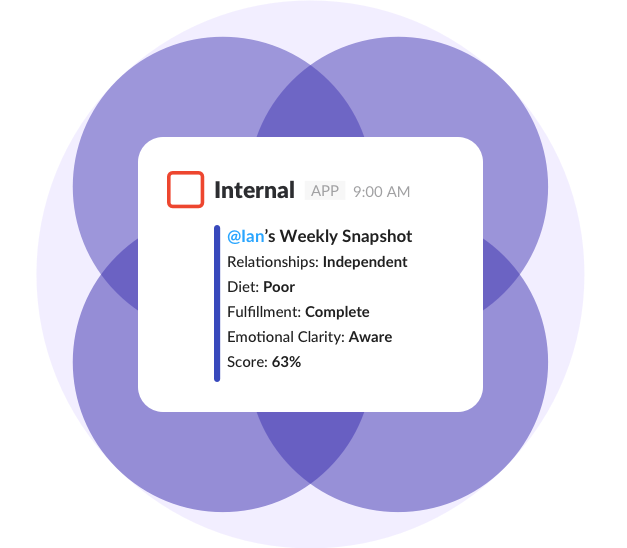 Internal APP 9:00 AM
@Ian's Weekly Snapshot
Relationships: Independent
Diet: Poor
Fulfillment: Complete
Emotional Clarity: Aware
Score: 63%